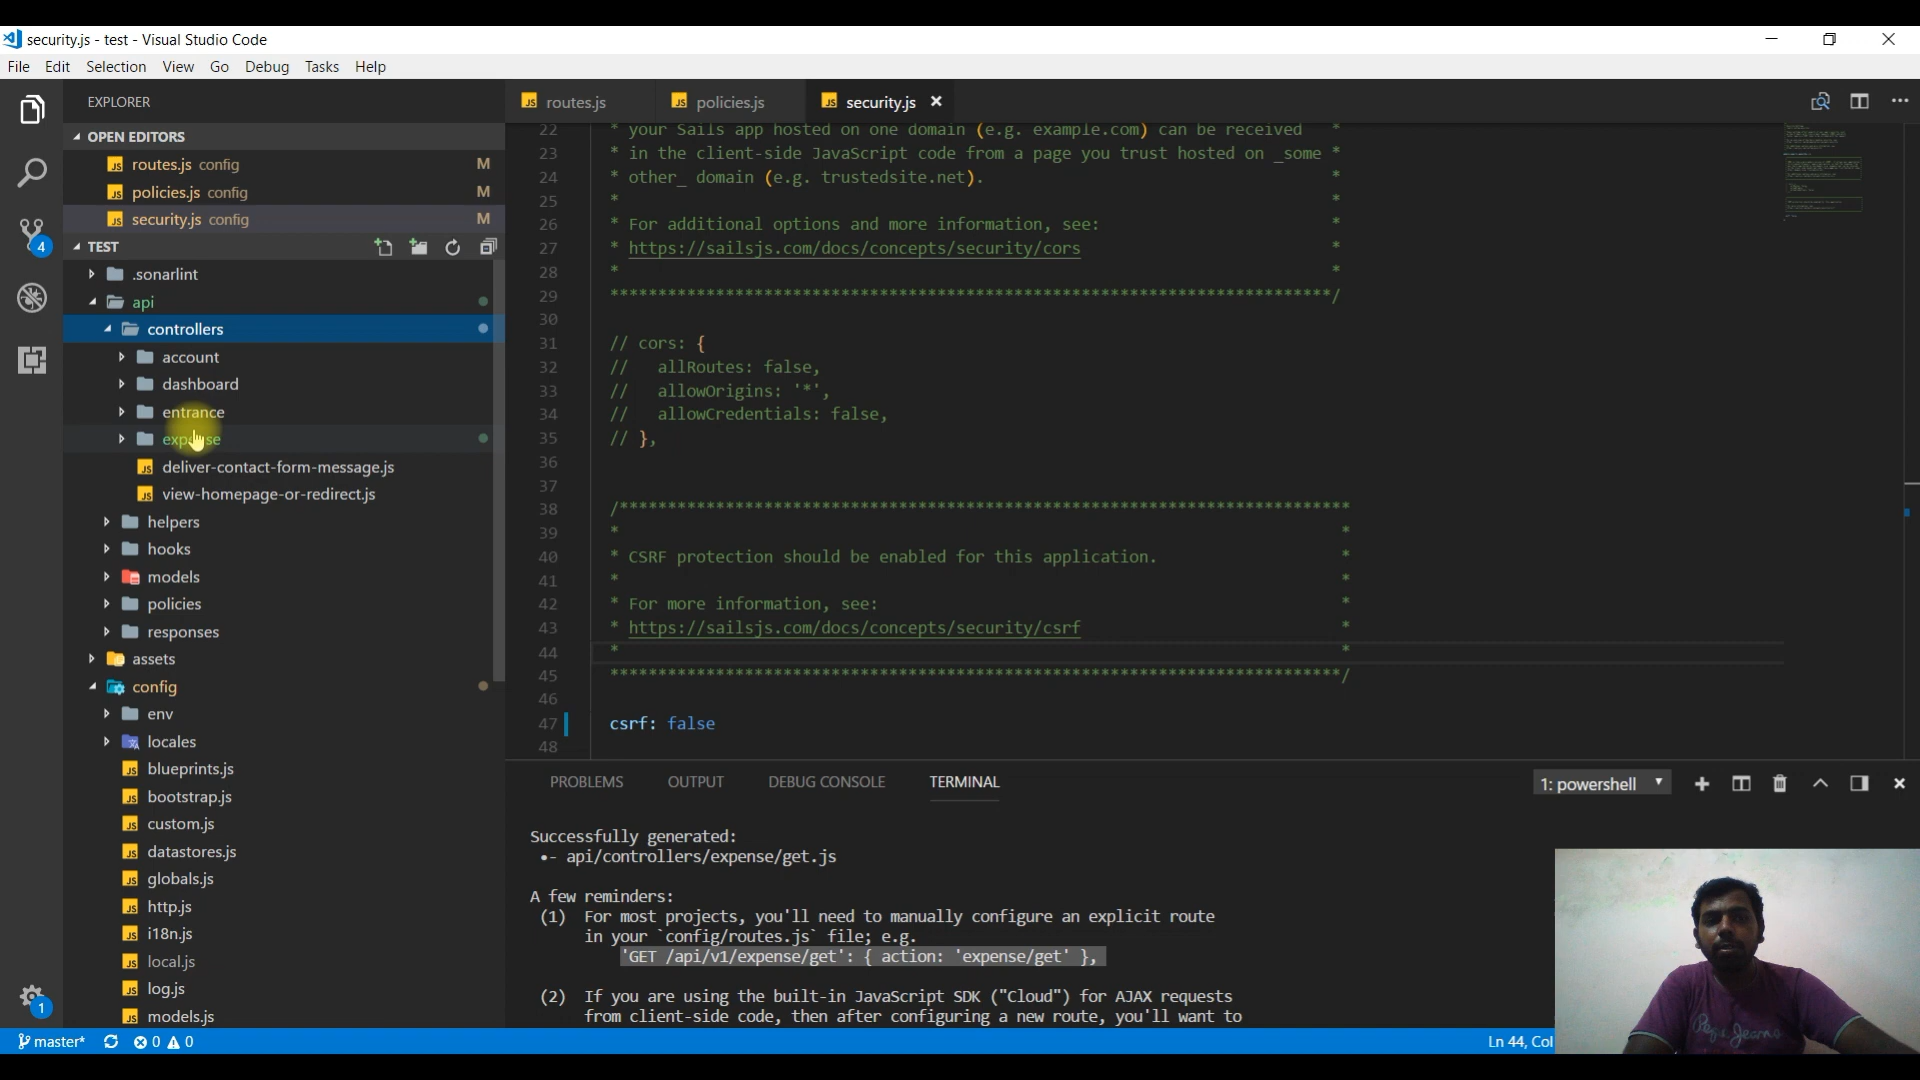 security.js - test - Visual Studio Code
File Edit Selection View Go Debug Tasks Help
EXPLORER
OPEN EDITORS
routes.js config M
policies.js config M
security.js config M
TEST
.sonarlint
api
controllers
account
dashboard
entrance
expense
deliver-contact-form-message.js
view-homepage-or-redirect.js
helpers
hooks
models
policies
responses
assets
config
env
locales
blueprints.js
bootstrap.js
custom.js
datastores.js
globals.js
http.js
i18n.js
local.js
log.js
models.js
4
1
routes.js policies.js security.js
22 * your Sails app hosted on one domain (e.g. example.com) can be received *
23 * in the client-side JavaScript code from a page you trust hosted on _some *
24 * other_ domain (e.g. trustedsite.net). *
25 * *
26 * For additional options and more information, see: *
27 * https://sailsjs.com/docs/concepts/security/cors *
28 * *
29 ***************************************************************************/
30
31 // cors: {
32 //   allRoutes: false,
33 //   allowOrigins: '*',
34 //   allowCredentials: false,
35 // },
36
37
38 /****************************************************************************
39 * *
40 * CSRF protection should be enabled for this application. *
41 * *
42 * For more information, see: *
43 * https://sailsjs.com/docs/concepts/security/csrf *
44 * *
45 ****************************************************************************/
46
47 csrf: false
48
PROBLEMS OUTPUT DEBUG CONSOLE TERMINAL 1: powershell
Successfully generated:
•- api/controllers/expense/get.js
A few reminders:
(1) For most projects, you'll need to manually configure an explicit route
in your `config/routes.js` file; e.g.
'GET /api/v1/expense/get': { action: 'expense/get' },
(2) If you are using the built-in JavaScript SDK ("Cloud") for AJAX requests
from client-side code, then after configuring a new route, you'll want to
master* 0 0 Ln 44, Col
Pepe Jeans